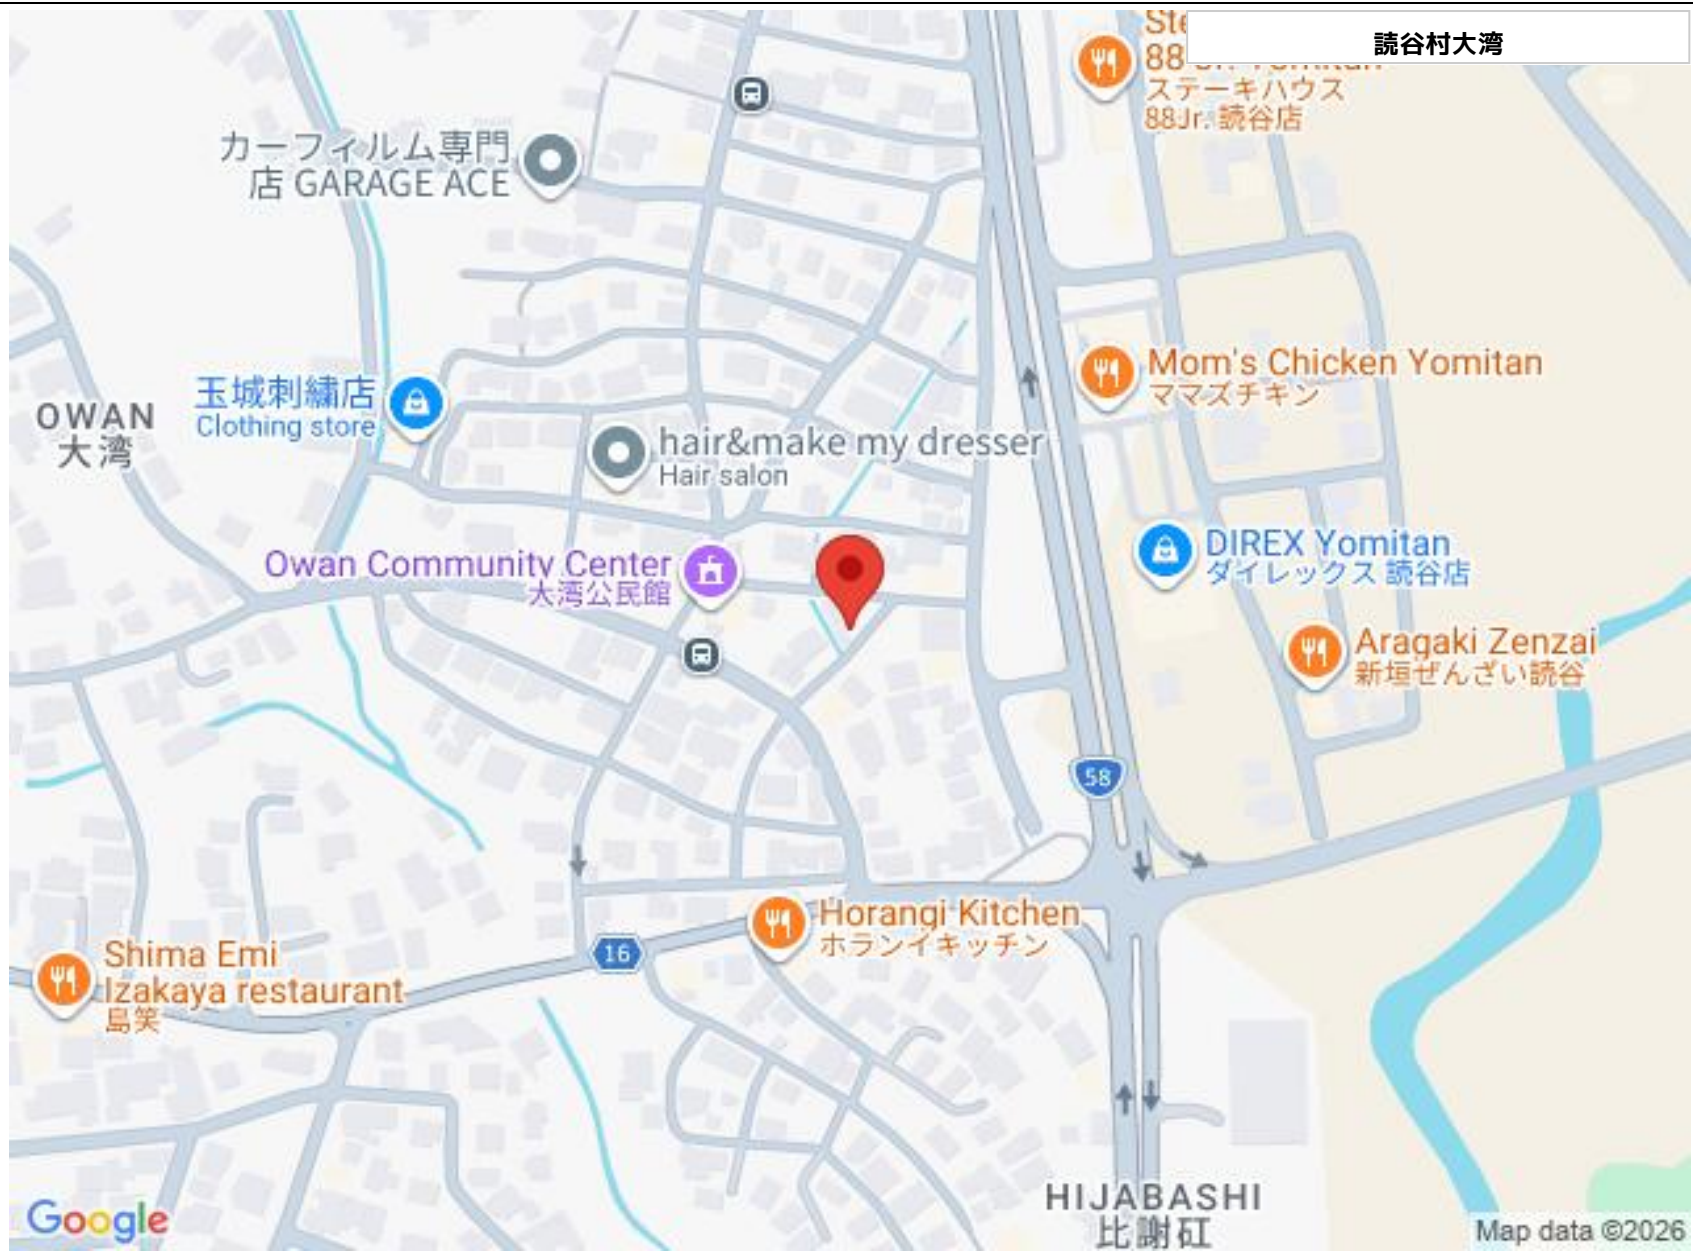 読谷村大湾
88
ステーキハウス
88Jr. 読谷店
カーフィルム専門
店 GARAGE ACE
Mom's Chicken Yomitan
ママズチキン
OWAN
大湾
玉城刺繍店
Clothing store
hair&make my dresser
Hair salon
DIREX Yomitan
ダイレックス 読谷店
Owan Community Center
大湾公民館
Aragaki Zenzai
新垣ぜんざい読谷
58
Horangi Kitchen
ホランイキッチン
16
Shima Emi
Izakaya restaurant
島笑
HIJABASHI
比謝矼
Google
Map data ©2026